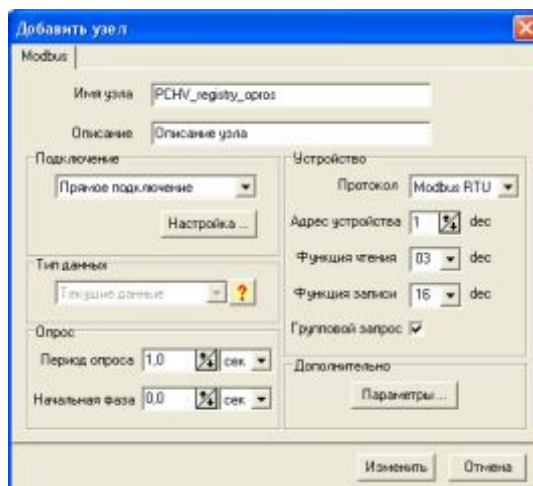 Добавить узел
Modbus
Имя узла PCHV_registry_opros
Описание Описание узла
Подключение
Прямое подключение
Настройка ...
Тип данных
Текущие данные ?
Опрос
Период опроса 1,0 сек
Начальная фаза 0,0 сек
Устройство
Протокол Modbus RTU
Адрес устройства 1 dec
Функция чтения 03 dec
Функция записи 16 dec
Групповой запрос
Дополнительно
Параметры ...
Изменить Отмена